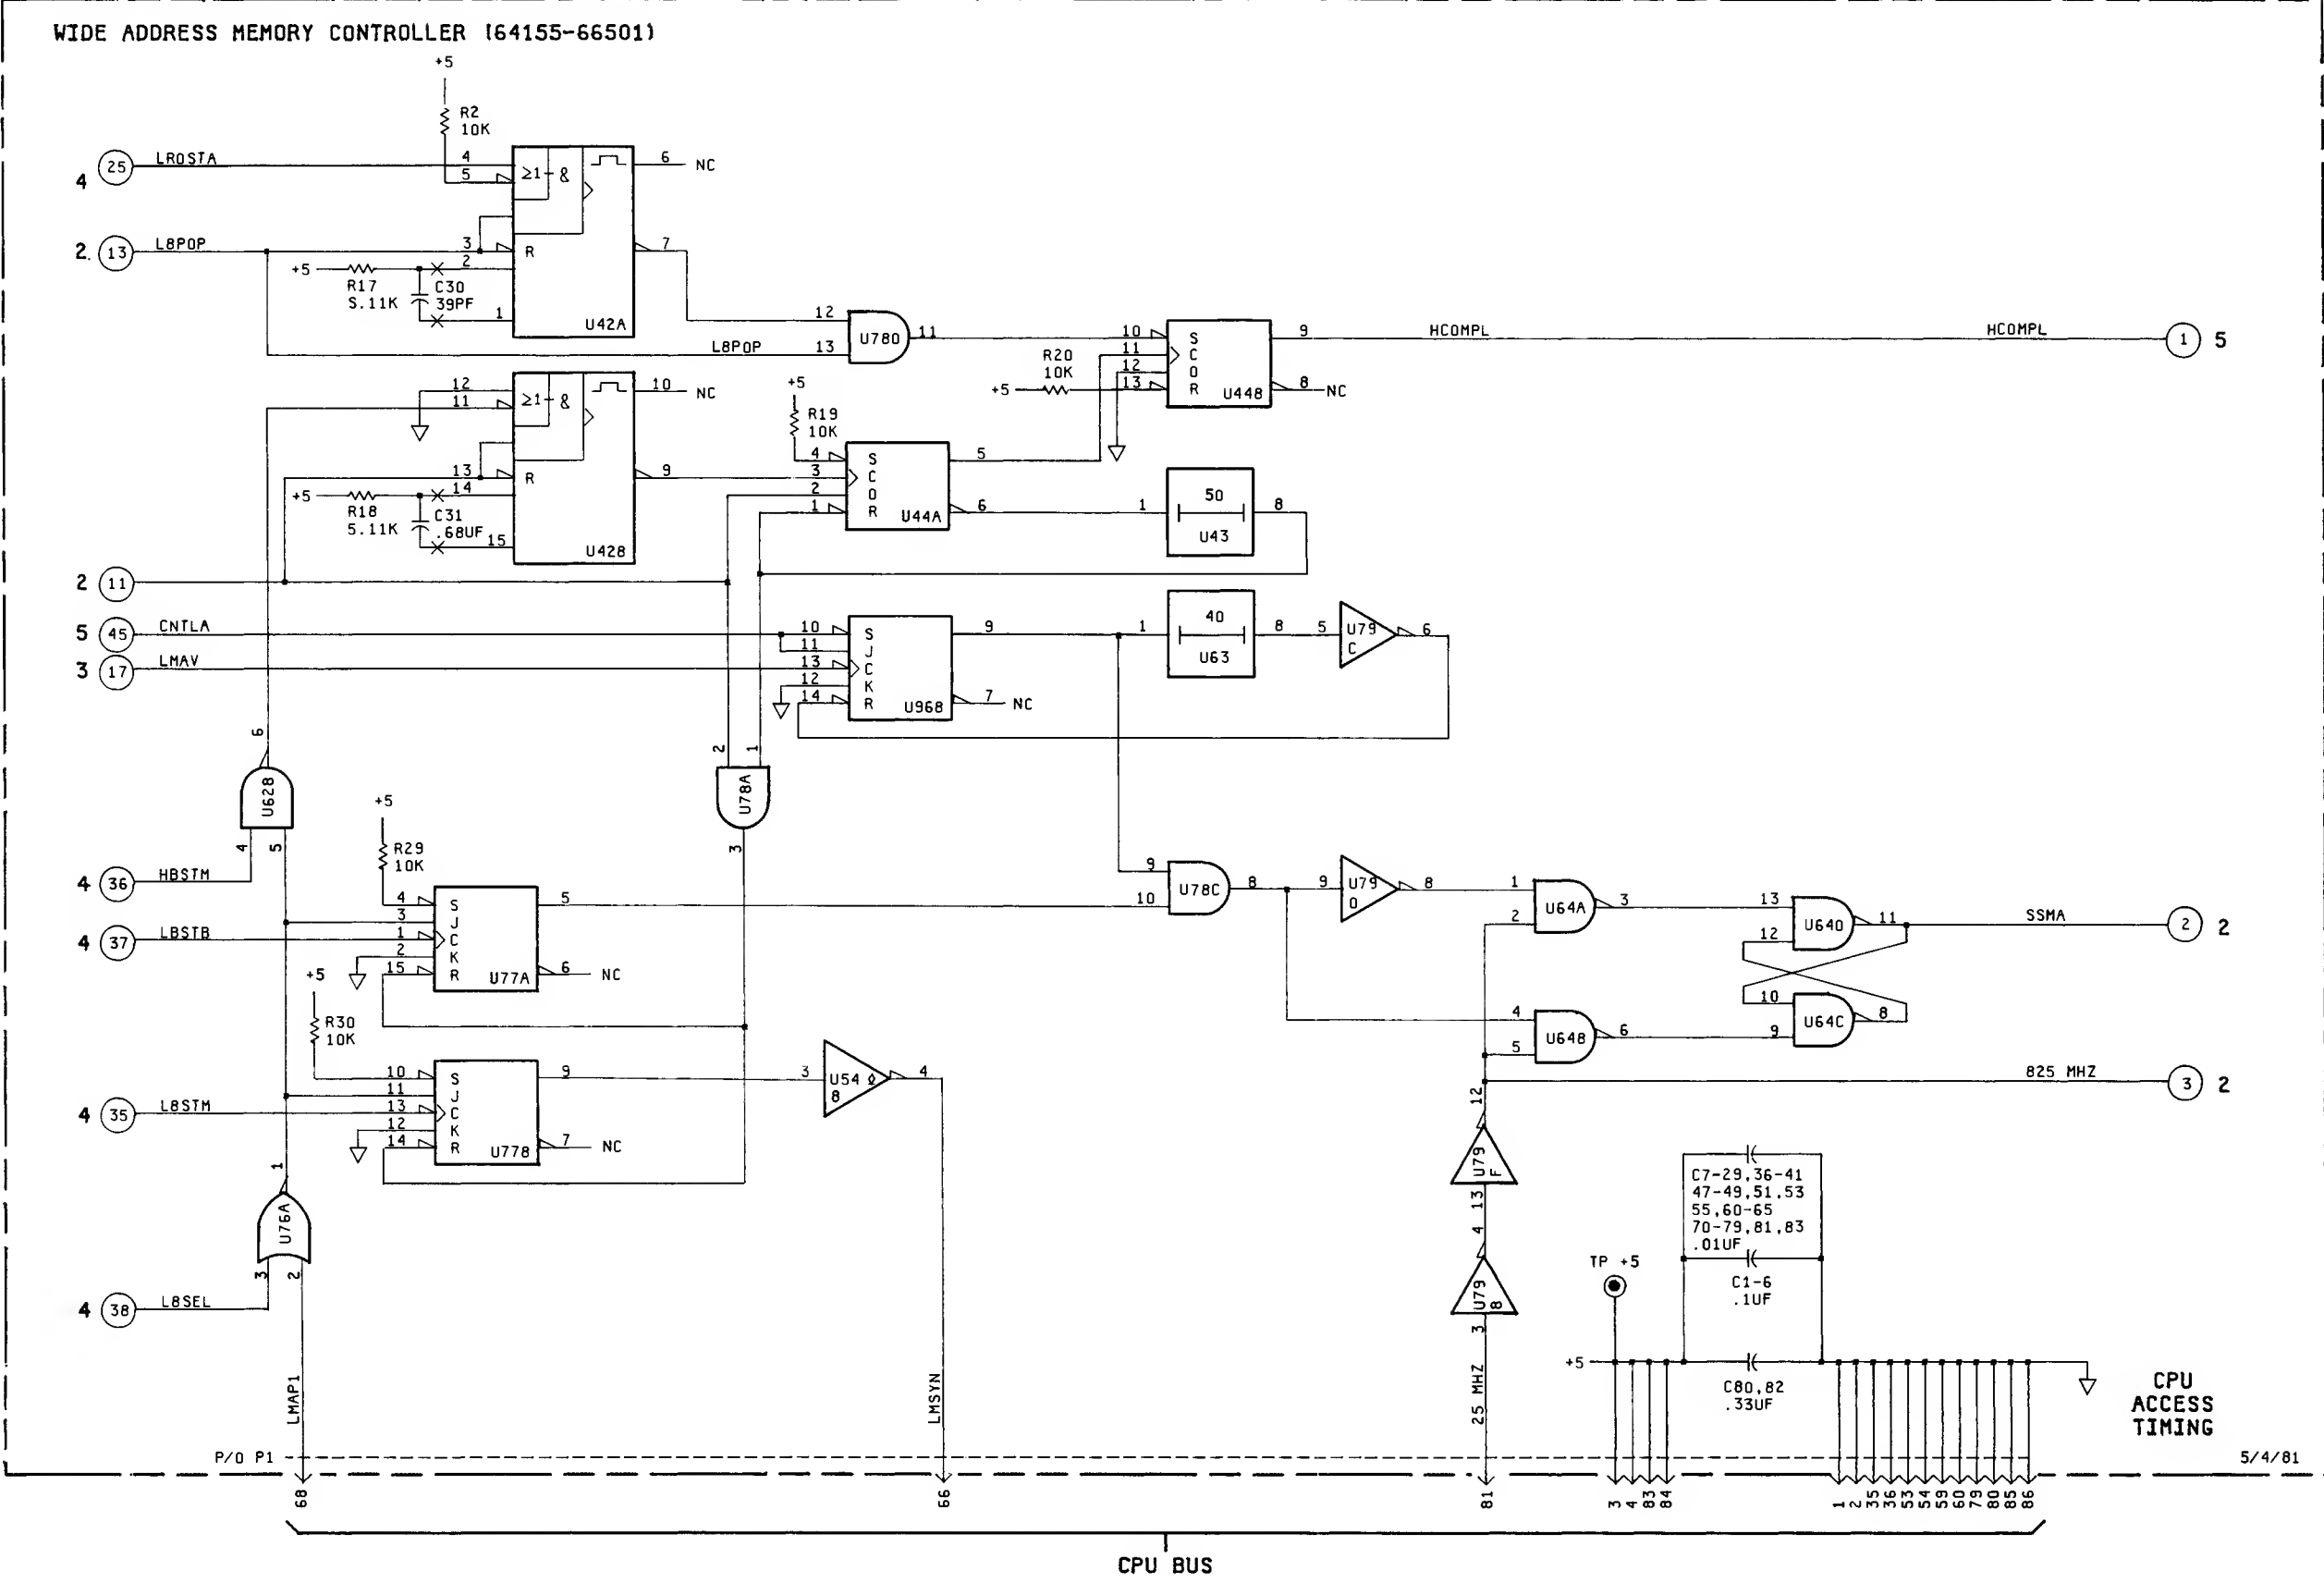 WIDE ADDRESS MEMORY CONTROLLER (64155-66501)
+5
R2
10K
4
25
LROSTA
4
5
≥1
&
6
NC
2.
13
L8POP
3
R
7
+5
R17
S.11K
C30
39PF
2
1
U42A
L8POP
12
13
U780
11
10
11
12
13
S
C
O
R
U448
9
8
NC
HCOMPL
HCOMPL
1
5
R20
10K
+5
12
11
≥1
&
10
NC
13
R
9
+5
R18
5.11K
C31
.68UF
14
15
U428
+5
R19
10K
4
3
2
1
S
C
O
R
U44A
5
6
1
50
U43
8
2
11
5
45
CNTLA
3
17
LMAV
10
11
13
12
14
S
J
C
K
R
U968
9
7
NC
1
40
U63
8
5
U79
C
6
6
U628
4
5
2
1
U78A
3
+5
R29
10K
4
36
HBSTM
4
37
LBSTB
4
3
1
2
15
S
J
C
K
R
U77A
5
6
NC
9
10
U78C
8
9
U79
0
8
1
2
U64A
3
13
12
U640
11
SSMA
2
2
+5
R30
10K
4
5
U648
6
10
9
U64C
8
825 MHZ
3
2
4
35
L8STM
10
11
13
12
14
S
J
C
K
R
U778
9
7
NC
3
U54
8
4
12
U79
F
13
4
U79
8
3
25 MHZ
1
U76A
3
2
4
38
L8SEL
LMAP1
LMSYN
C7-29,36-41
47-49,51,53
55,60-65
70-79,81,83
.01UF
C1-6
.1UF
TP +5
+5
C80,82
.33UF
CPU
ACCESS
TIMING
P/O P1
5/4/81
68
66
81
3
4
83
84
1
2
35
36
53
54
59
60
79
80
85
86
CPU BUS